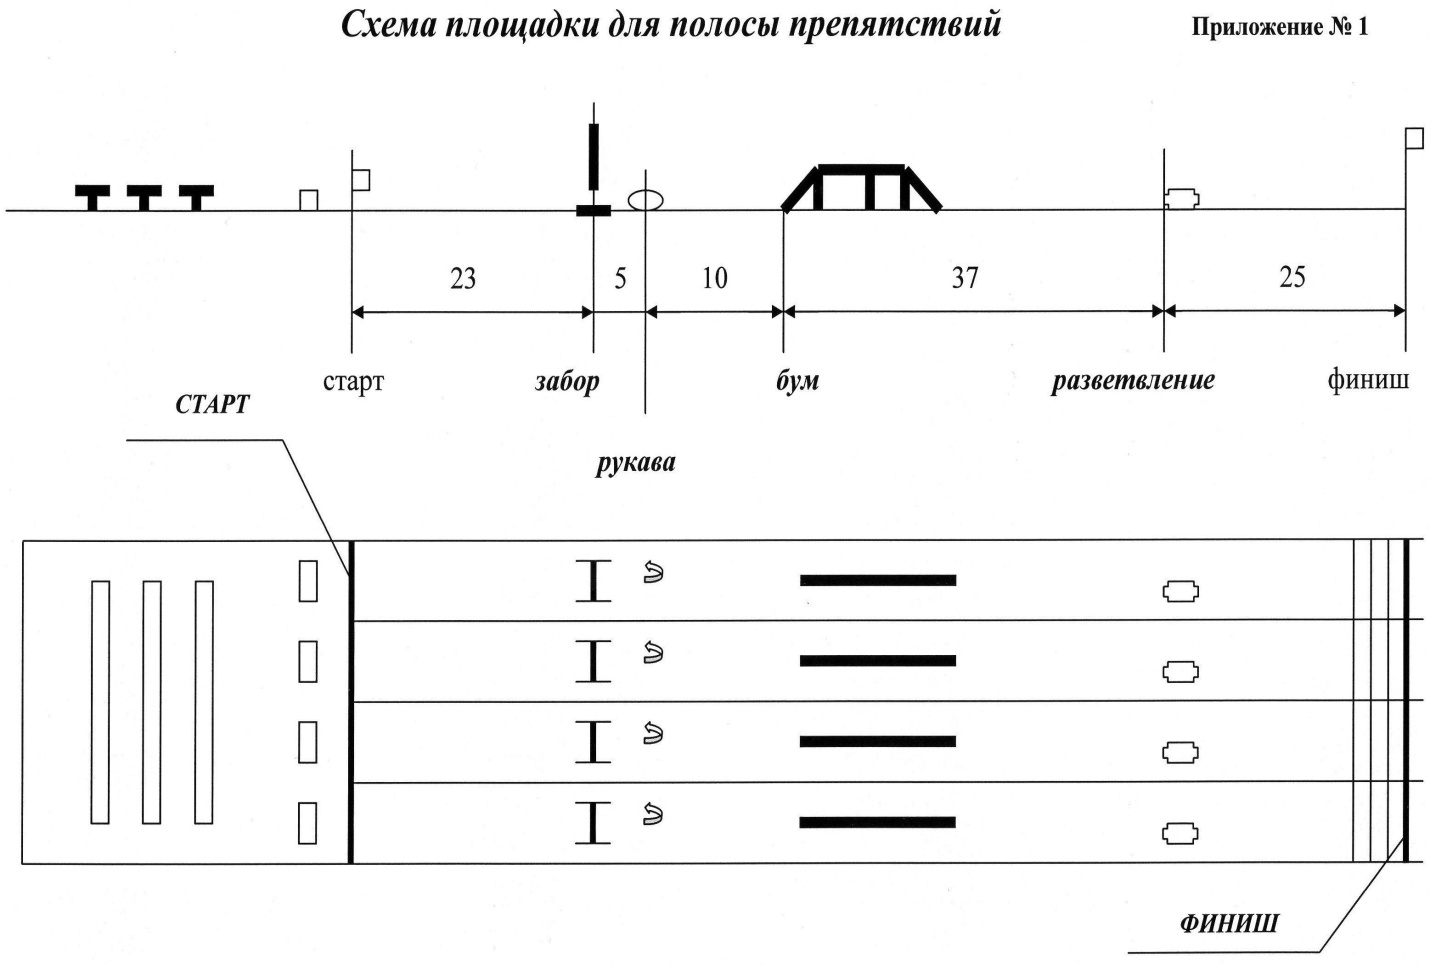 Схема площадки для полосы препятствий
Приложение № 1
23
5
10
37
25
старт
забор
бум
разветвление
финиш
СТАРТ
рукава
ФИНИШ